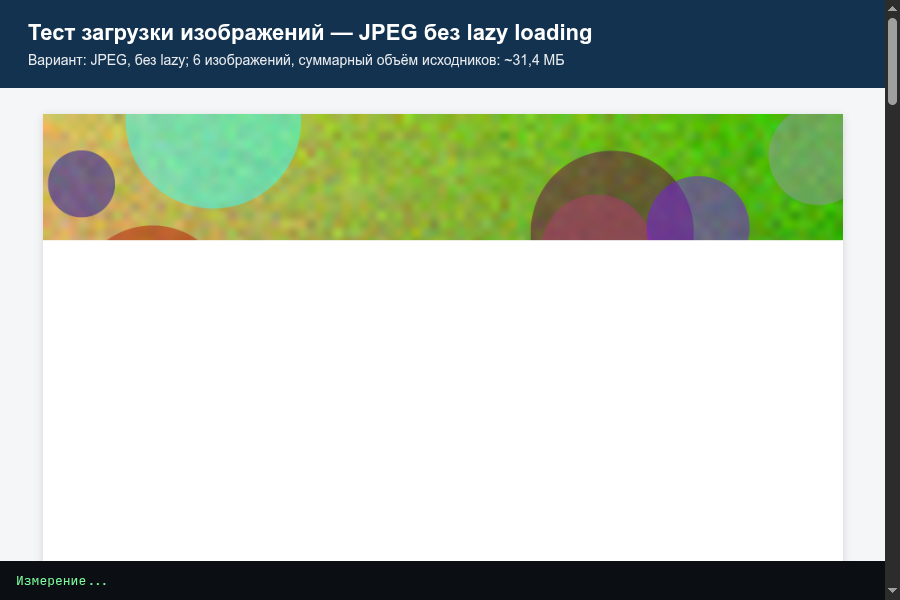 Тест загрузки изображений — JPEG без lazy loading
Вариант: JPEG, без lazy; 6 изображений, суммарный объём исходников: ~31,4 МБ
Измерение...